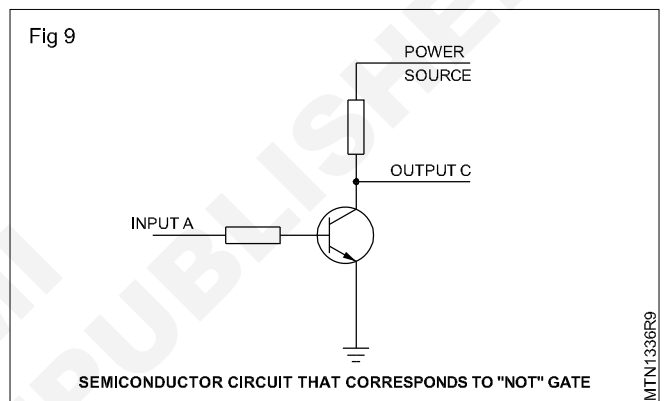 Fig 9
POWER
SOURCE
OUTPUT C
INPUT A
SEMICONDUCTOR CIRCUIT THAT CORRESPONDS TO "NOT" GATE
MTN1336R9